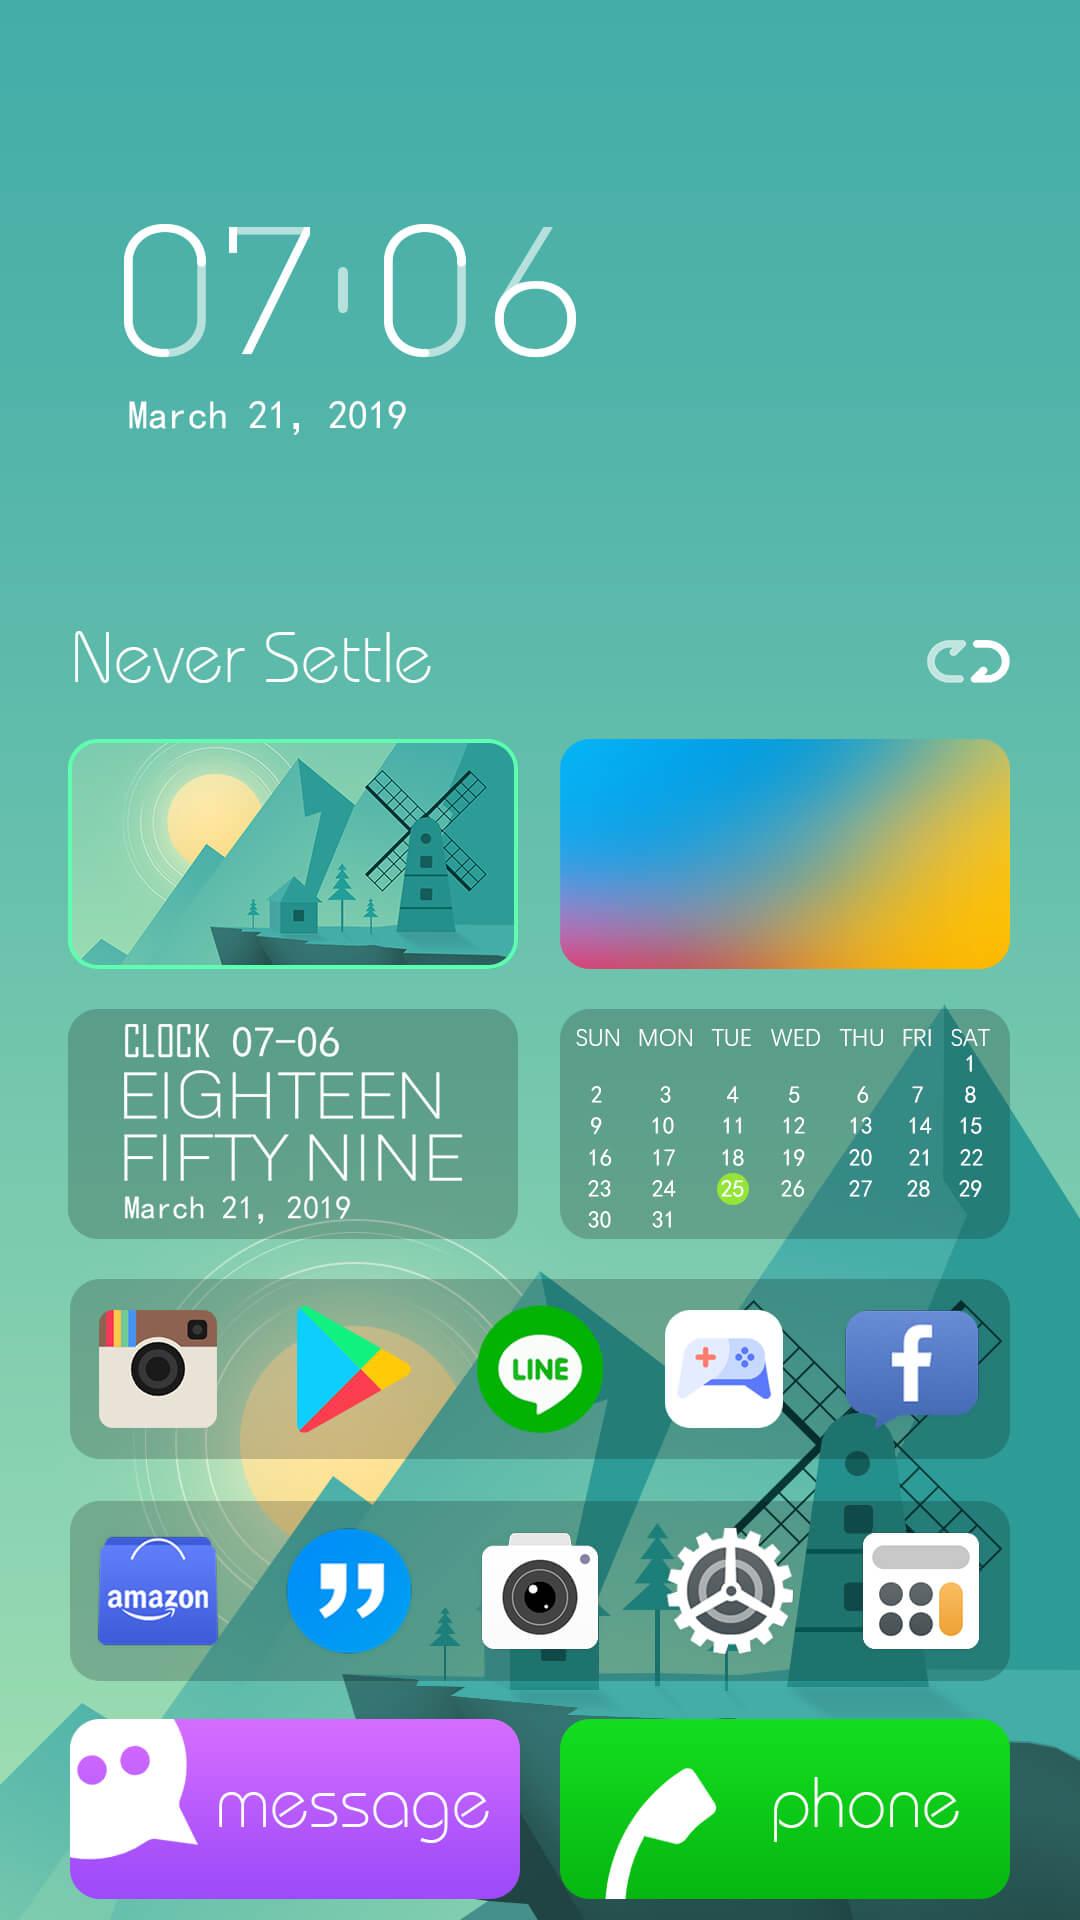 07:06
March 21, 2019
Never Settle
CLOCK 07-06
EIGHTEEN
FIFTY NINE
March 21, 2019
SUN MON TUE WED THU FRI SAT
1
2 3 4 5 6 7 8
9 10 11 12 13 14 15
16 17 18 19 20 21 22
23 24 25 26 27 28 29
30 31
LINE
f
amazon
message
phone